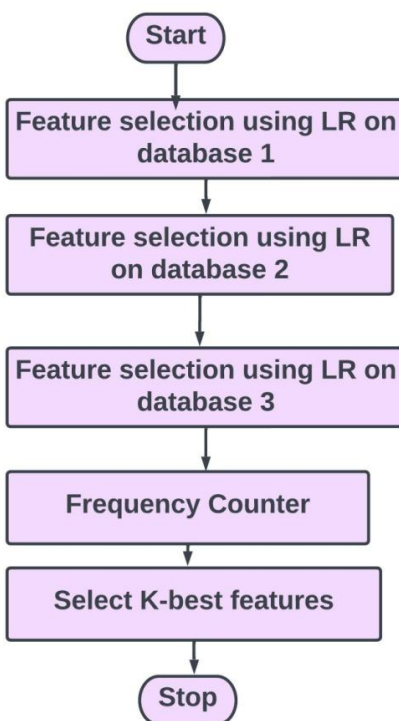 Start
Feature selection using LR on
database 1
Feature selection using LR
on database 2
Feature selection using LR on
database 3
Frequency Counter
Select K-best features
Stop